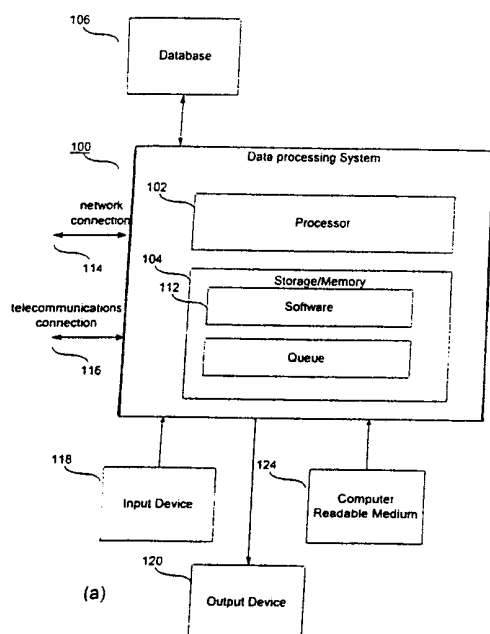 106
Database
100
Data processing System
network
connection
102
Processor
114
104
Storage/Memory
112
Software
telecommunications
connection
Queue
116
118
Input Device
124
Computer
Readable Medium
120
Output Device
(a)